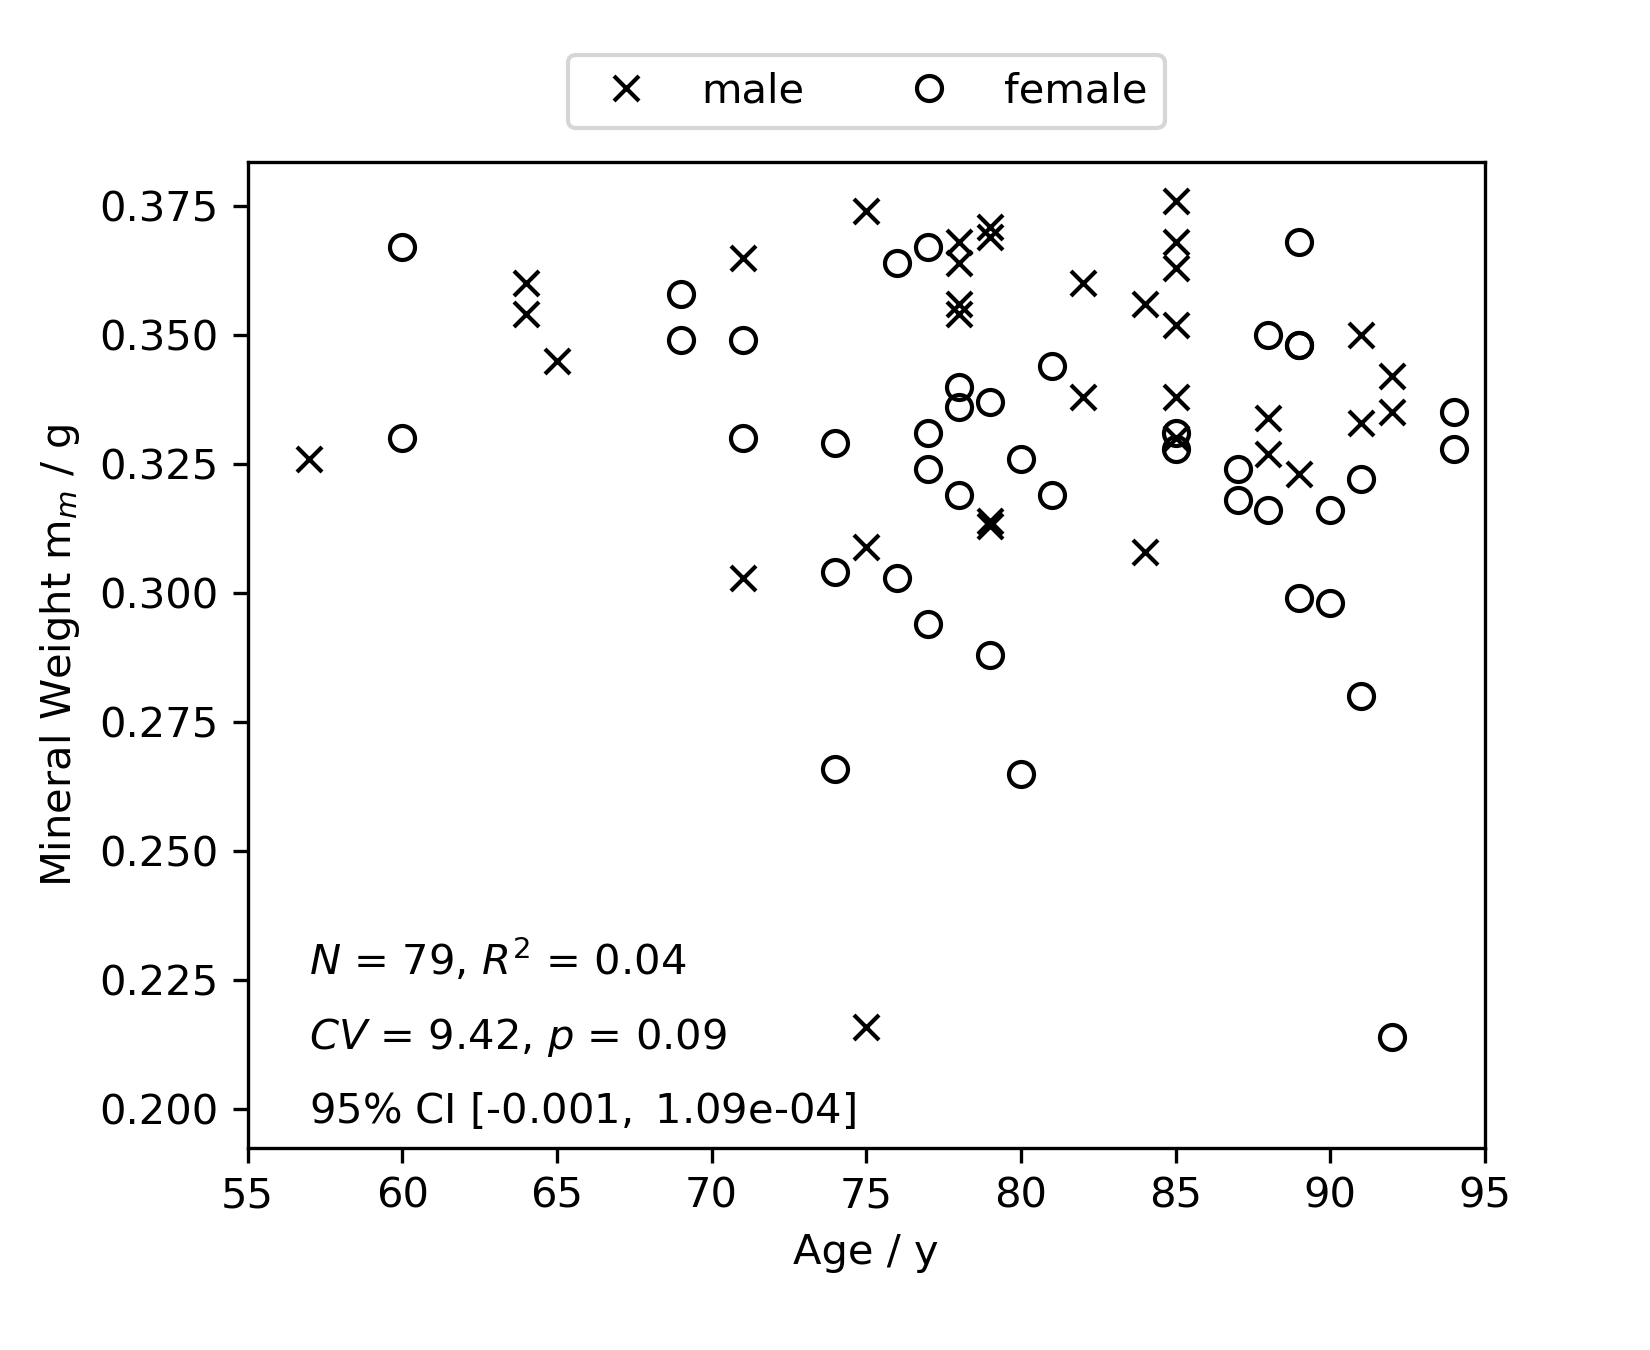 male female
0.375
0.350
0.325
0.300
0.275
0.250
0.225
0.200
Mineral Weight mₘ / g
N = 79, R² = 0.04
CV = 9.42, p = 0.09
95% CI [-0.001, 1.09e-04]
55 60 65 70 75 80 85 90 95
Age / y